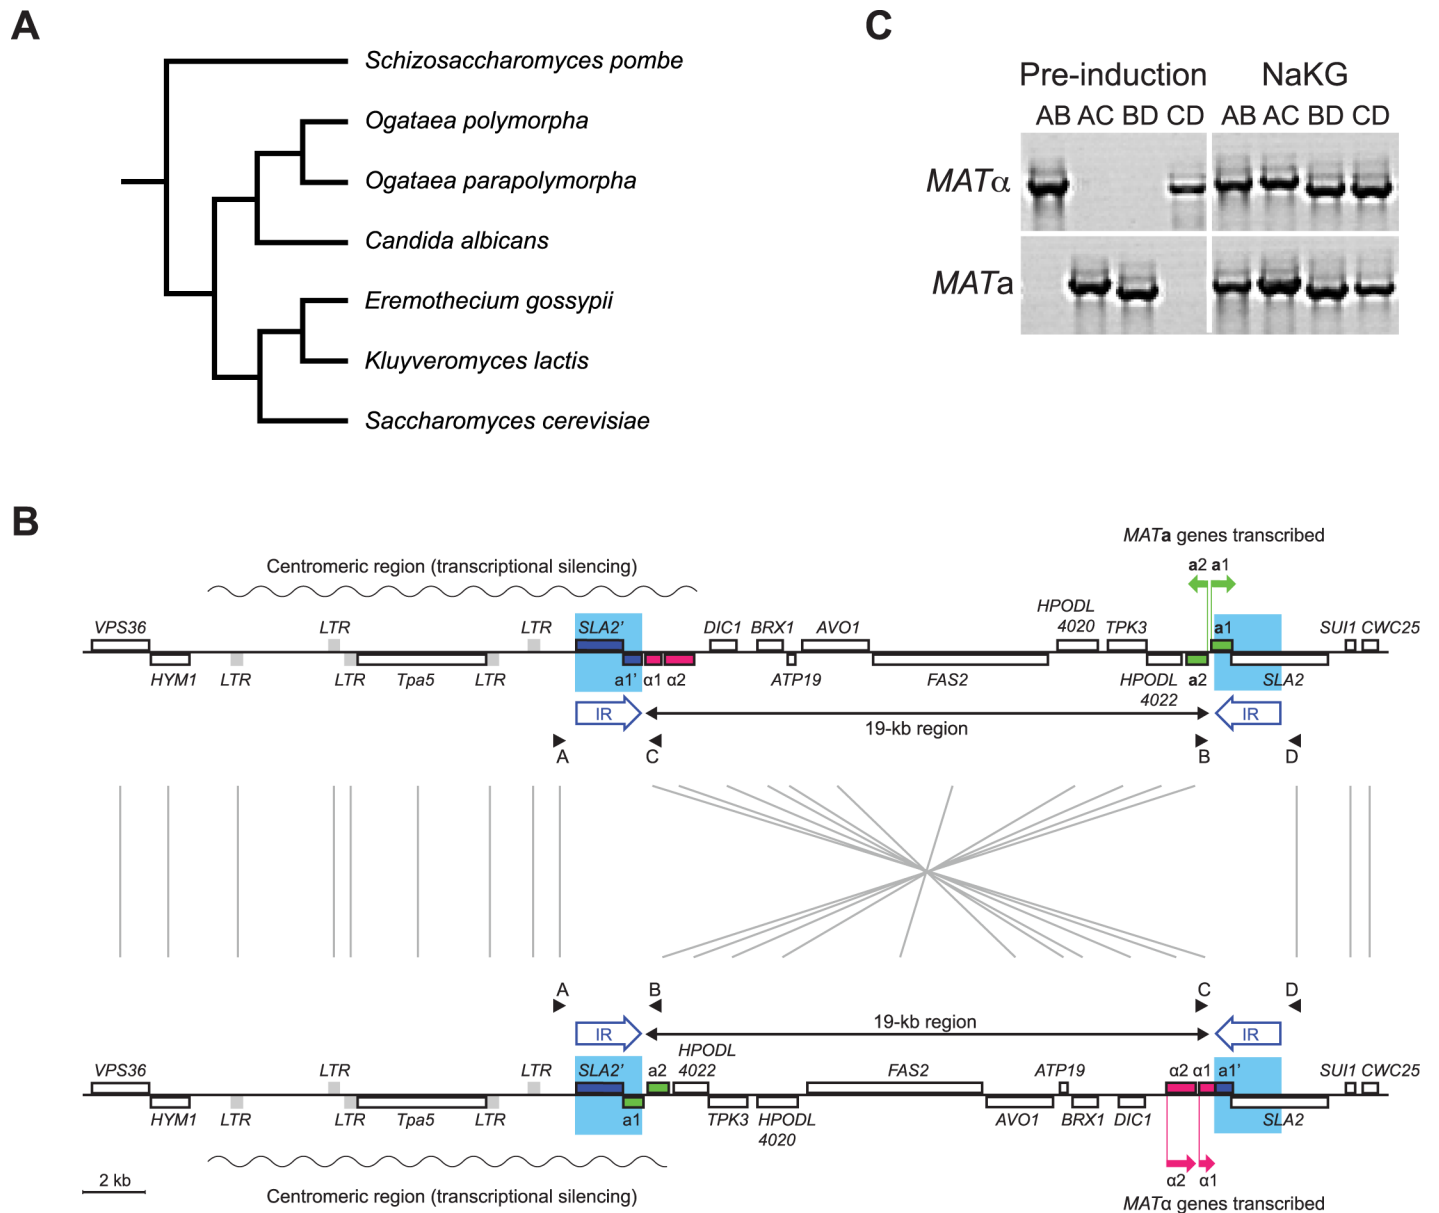 A
Schizosaccharomyces pombe
Ogataea polymorpha
Ogataea parapolymorpha
Candida albicans
Eremothecium gossypii
Kluyveromyces lactis
Saccharomyces cerevisiae
C
Pre-induction NaKG
AB AC BD CD AB AC BD CD
MATα
MATa
B
MATa genes transcribed
a2 a1
Centromeric region (transcriptional silencing)
VPS36 LTR LTR SLA2' DIC1 BRX1 AVO1 HPODL 4020 TPK3 a1 SUI1 CWC25
HYM1 LTR LTR Tpa5 LTR a1' α1 α2 ATP19 FAS2 HPODL 4022 a2 SLA2
IR IR
19-kb region
A C B D
A B C D
IR IR
19-kb region
VPS36 LTR LTR SLA2' a2 HPODL 4022 FAS2 ATP19 α2 α1 a1' SUI1 CWC25
HYM1 LTR LTR Tpa5 LTR a1 TPK3 HPODL 4020 AVO1 BRX1 DIC1 SLA2
α2 α1
2 kb
Centromeric region (transcriptional silencing)
MATα genes transcribed